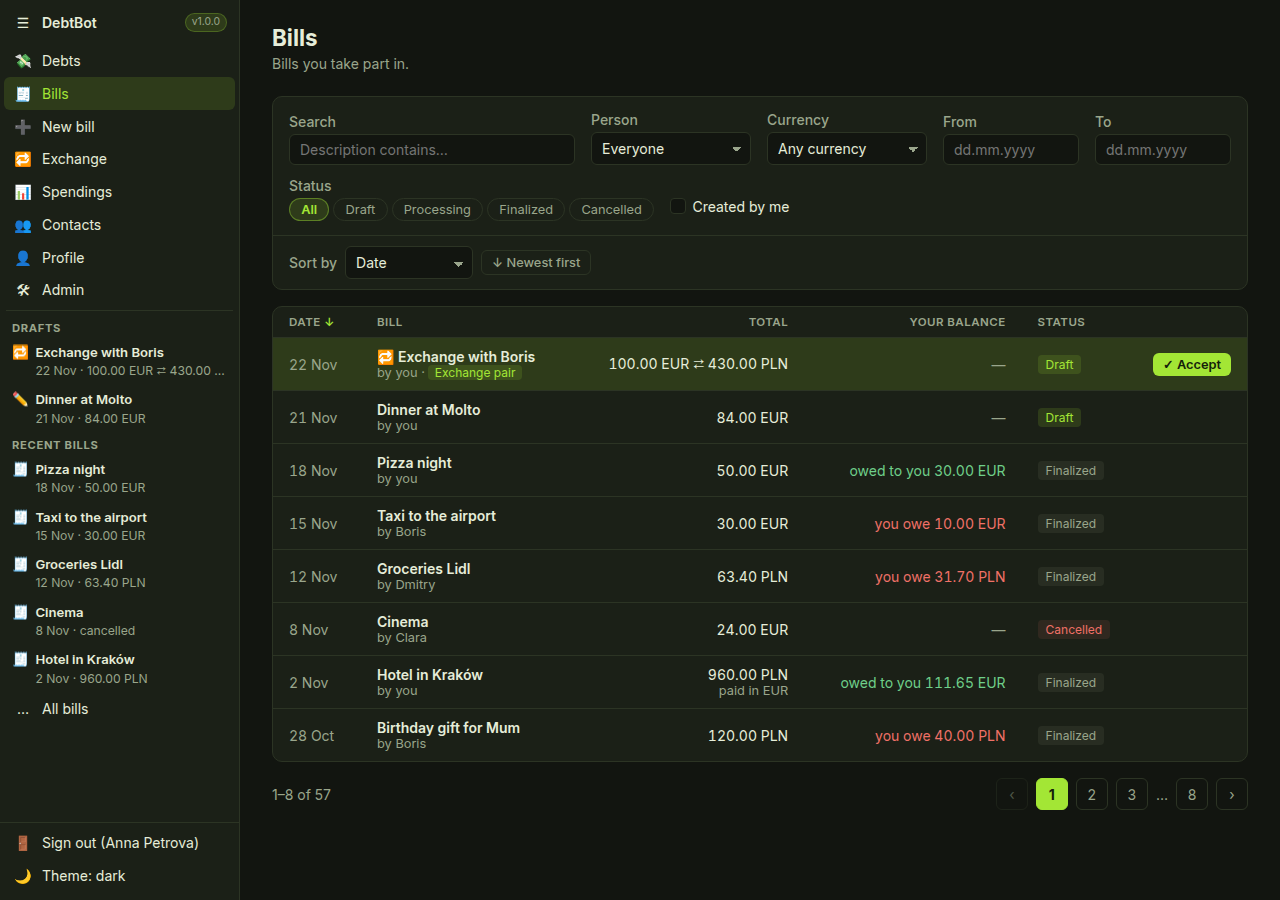 ☰ DebtBot v1.0.0
💸 Debts
🧾 Bills
➕ New bill
🔁 Exchange
📊 Spendings
👥 Contacts
👤 Profile
🛠 Admin
DRAFTS
🔁 Exchange with Boris
22 Nov · 100.00 EUR ⇄ 430.00 ...
✏️ Dinner at Molto
21 Nov · 84.00 EUR
RECENT BILLS
🧾 Pizza night
18 Nov · 50.00 EUR
🧾 Taxi to the airport
15 Nov · 30.00 EUR
🧾 Groceries Lidl
12 Nov · 63.40 PLN
🧾 Cinema
8 Nov · cancelled
🧾 Hotel in Kraków
2 Nov · 960.00 PLN
... All bills
🚪 Sign out (Anna Petrova)
🌙 Theme: dark
Bills
Bills you take part in.
Search Person Currency From To
Description contains... Everyone Any currency dd.mm.yyyy dd.mm.yyyy
Status
All Draft Processing Finalized Cancelled Created by me
Sort by Date ↓ Newest first
DATE ↓ BILL TOTAL YOUR BALANCE STATUS
22 Nov 🔁 Exchange with Boris 100.00 EUR ⇄ 430.00 PLN — Draft ✓ Accept
by you · Exchange pair
21 Nov Dinner at Molto 84.00 EUR — Draft
by you
18 Nov Pizza night 50.00 EUR owed to you 30.00 EUR Finalized
by you
15 Nov Taxi to the airport 30.00 EUR you owe 10.00 EUR Finalized
by Boris
12 Nov Groceries Lidl 63.40 PLN you owe 31.70 PLN Finalized
by Dmitry
8 Nov Cinema 24.00 EUR — Cancelled
by Clara
2 Nov Hotel in Kraków 960.00 PLN owed to you 111.65 EUR Finalized
by you paid in EUR
28 Oct Birthday gift for Mum 120.00 PLN you owe 40.00 PLN Finalized
by Boris
1–8 of 57 ‹ 1 2 3 ... 8 ›